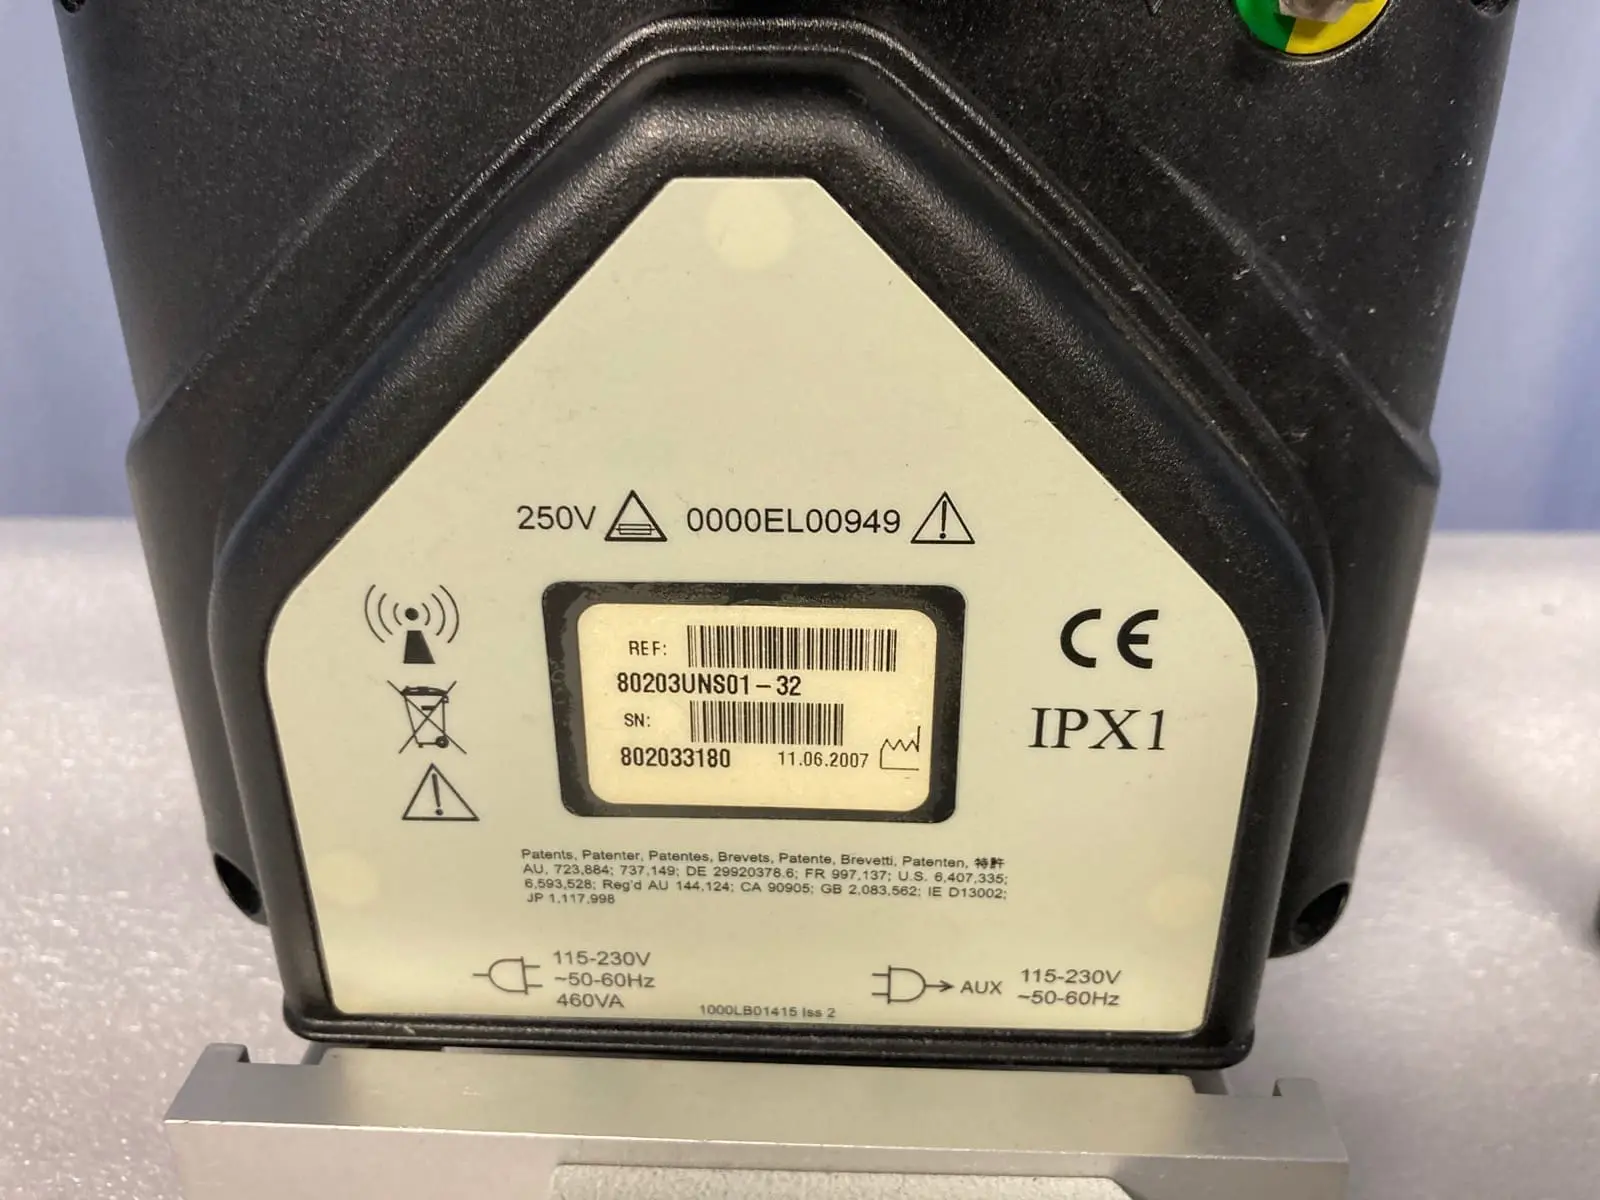 250V 0000EL00949
REF:
80203UNS01-32
SN:
802033180 11.06.2007
CE
IPX1
Patents, Patenter, Patentes, Brevets, Patente, Brevetti, Patenten, 特許
AU, 723,884; 737,149; DE 29920378.6; FR 997,137; U.S. 6,407,335;
6,593,528; Reg'd AU 144,124; CA 90905; GB 2,083,562; IE D13002;
JP 1,117,998
115-230V
~50-60Hz
460VA
1000LB01415 Iss 2
AUX 115-230V
~50-60Hz